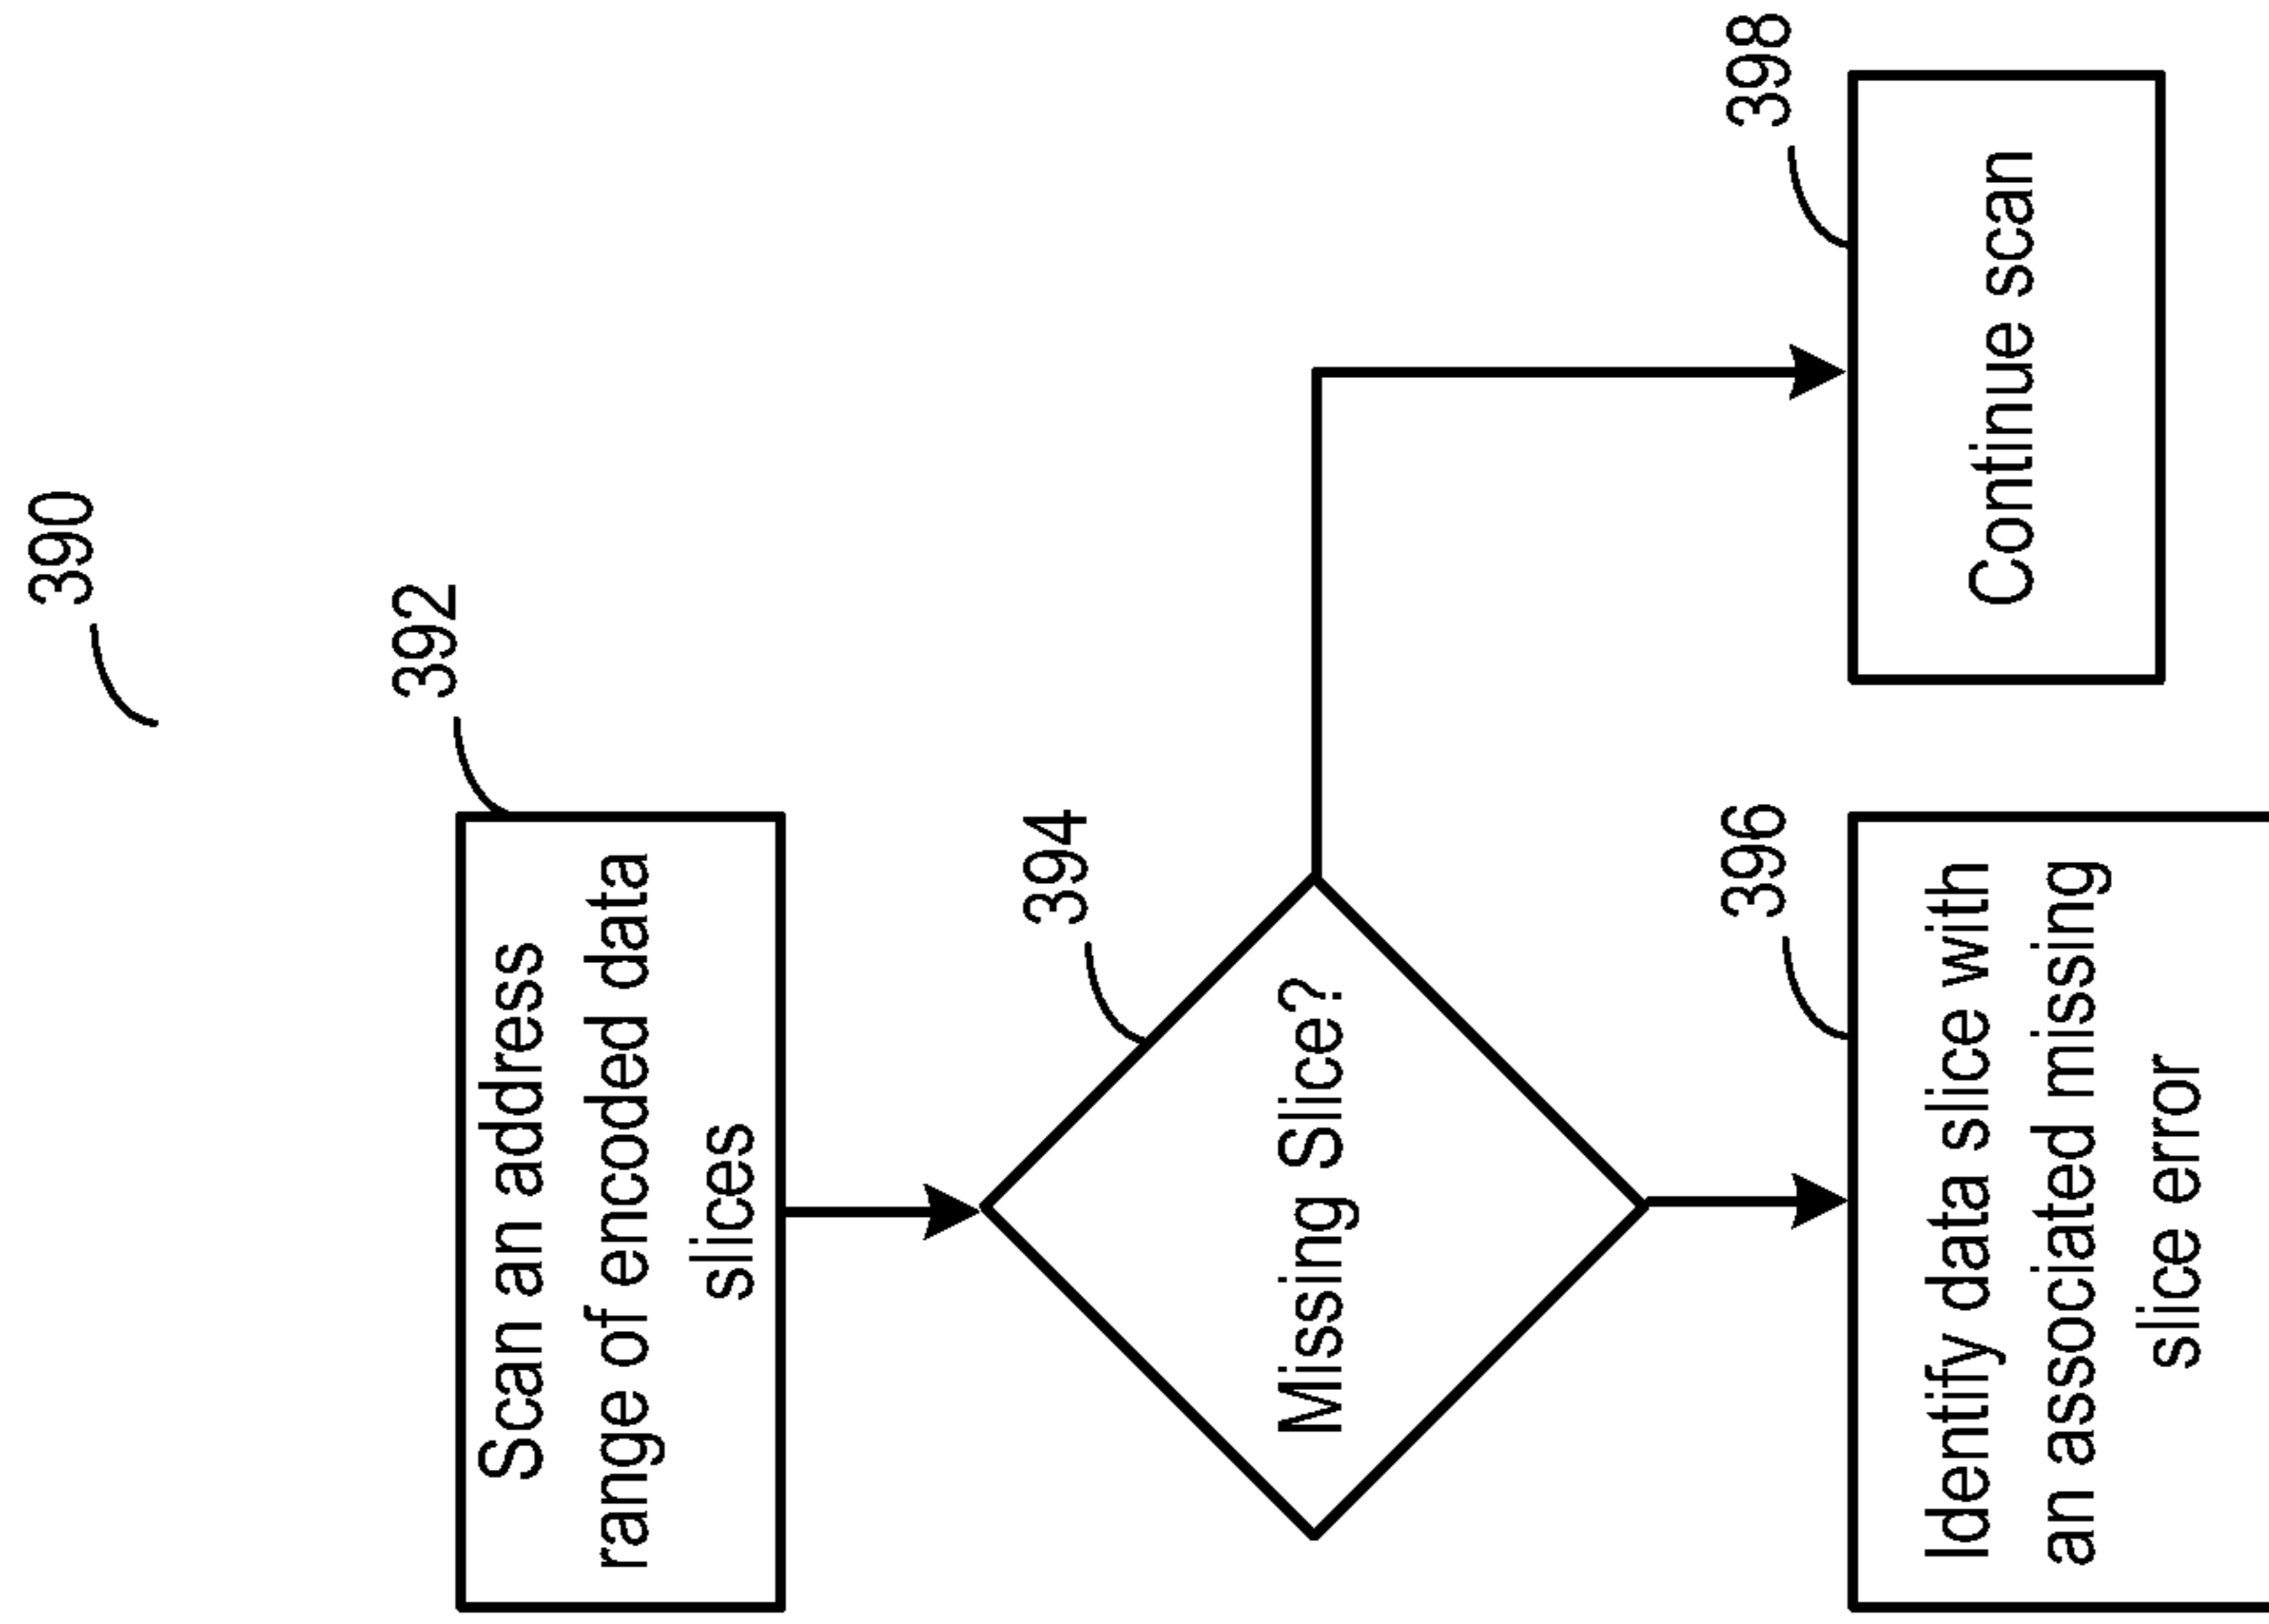 390
392
Scan an address
range of encoded data
slices
394
Missing Slice?
396
Identify data slice with
an associated missing
slice error
398
Continue scan